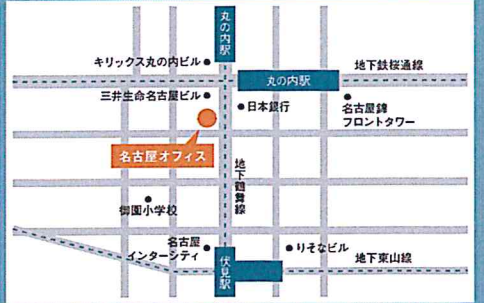 丸の内駅
キリックス丸の内ビル
地下鉄桜通線
丸の内駅
三井生命名古屋ビル
日本銀行
名古屋錦
フロントタワー
名古屋オフィス
地下鶴舞線
御園小学校
名古屋
インターシティ
伏見駅
りそなビル
地下東山線